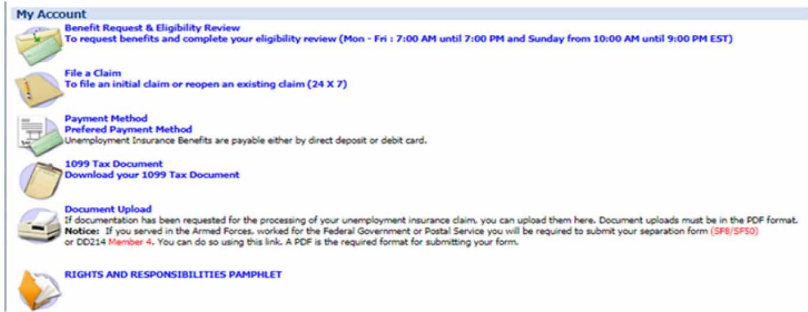 My Account
Benefit Request & Eligibility Review
To request benefits and complete your eligibility review (Mon - Fri : 7:00 AM until 7:00 PM and Sunday from 10:00 AM until 9:00 PM EST)
File a Claim
To file an initial claim or reopen an existing claim (24 X 7)
Payment Method
Prefered Payment Method
Unemployment Insurance Benefits are payable either by direct deposit or debit card.
1099 Tax Document
Download your 1099 Tax Document
Document Upload
If documentation has been requested for the processing of your unemployment insurance claim, you can upload them here. Document uploads must be in the PDF format.
Notice: If you served in the Armed Forces, worked for the Federal Government or Postal Service you will be required to submit your separation form (SF8/SF50)
or DD214 Member 4. You can do so using this link. A PDF is the required format for submitting your form.
RIGHTS AND RESPONSIBILITIES PAMPHLET